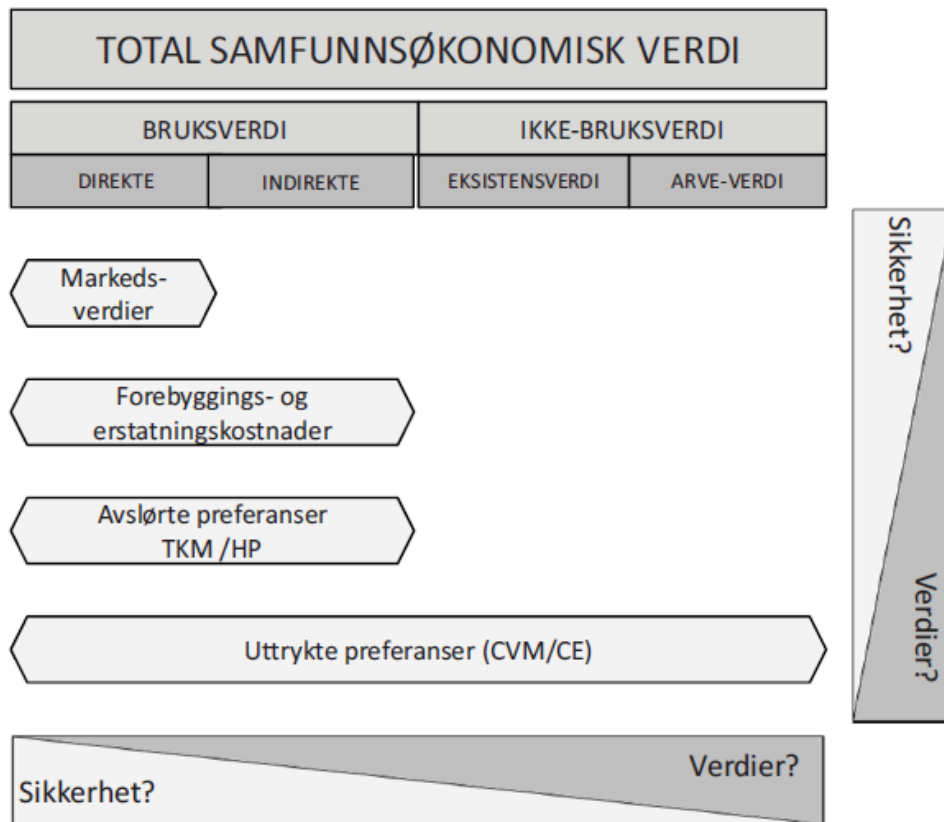 TOTAL SAMFUNNSØKONOMISK VERDI
BRUKSVERDI
IKKE-BRUKSVERDI
DIREKTE
INDIREKTE
EKSISTENSVERDI
ARVE-VERDI
Markeds-
verdier
Forebyggings- og
erstatningskostnader
Avslørte preferanser
TKM /HP
Uttrykte preferanser (CVM/CE)
Sikkerhet?
Verdier?
Sikkerhet?
Verdier?